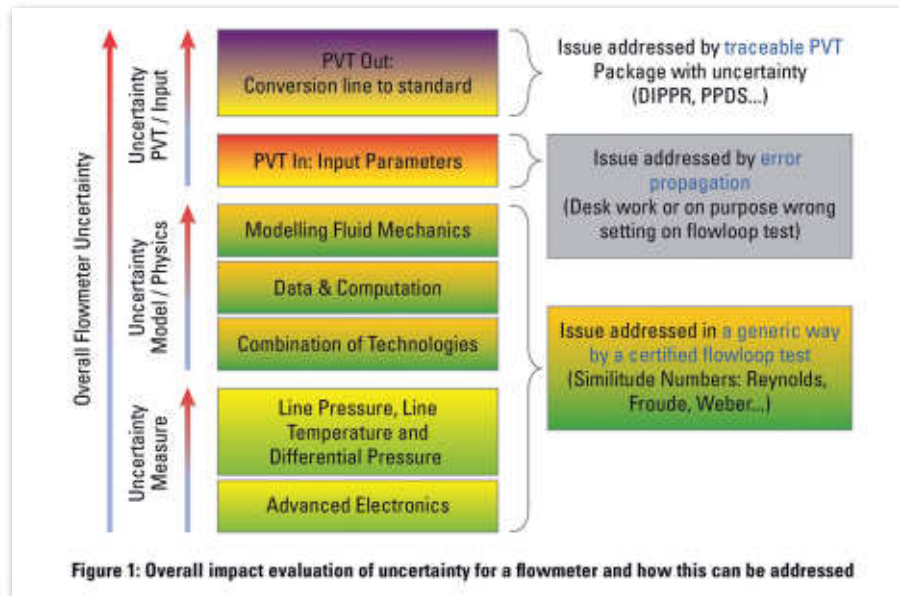 Overall Flowmeter Uncertainty
Uncertainty
PVT / Input
Uncertainty
Model / Physics
Uncertainty
Measure
PVT Out:
Conversion line to standard
PVT In: Input Parameters
Modelling Fluid Mechanics
Data & Computation
Combination of Technologies
Line Pressure, Line
Temperature and
Differential Pressure
Advanced Electronics
Issue addressed by traceable PVT
Package with uncertainty
(DIPPR, PPDS...)
Issue addressed by error
propagation
(Desk work or on purpose wrong
setting on flowloop test)
Issue addressed in a generic way
by a certified flowloop test
(Similitude Numbers: Reynolds,
Froude, Weber...)
Figure 1: Overall impact evaluation of uncertainty for a flowmeter and how this can be addressed